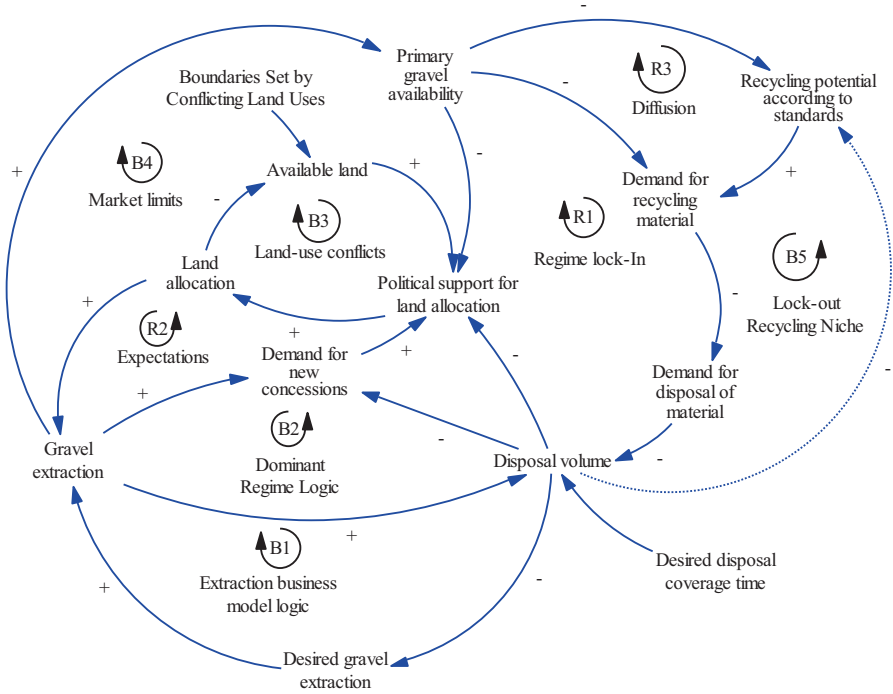 -
Primary
gravel
availability
R3
Diffusion
Recycling potential
according to
standards
Boundaries Set by
Conflicting Land Uses
-
-
+
+
B4
Market limits
Available land
+
-
B3
Land-use conflicts
Demand for
recycling
material
R1
Regime lock-In
B5
Lock-out
Recycling Niche
Land
allocation
Political support for
land allocation
+
+
-
R2
Expectations
Demand for
new
concessions
+
-
Demand for
disposal of
material
-
+
B2
Dominant
Regime Logic
-
Gravel
extraction
Disposal volume
-
+
B1
Extraction business
model logic
Desired disposal
coverage time
-
+
Desired gravel
extraction